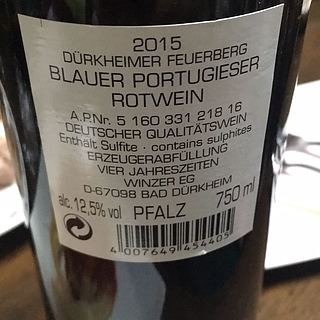 2015
DÜRKHEIMER FEUERBERG
BLAUER PORTUGIESER
ROTWEIN
A.P.Nr. 5 160 331 218 16
DEUTSCHER QUALITÄTSWEIN
Enthält Sulfite · contains sulphites
ERZEUGERABFÜLLUNG
VIER JAHRESZEITEN
WINZER EG
D-67098 BAD DÜRKHEIM
alc. 12,5% vol PFALZ 750 ml
4 007649 454405